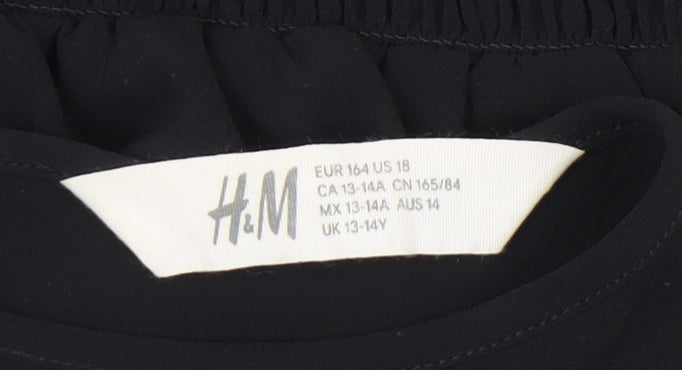 H&M
EUR 164 US 18
CA 13-14A CN 165/84
MX 13-14A AUS 14
UK 13-14Y